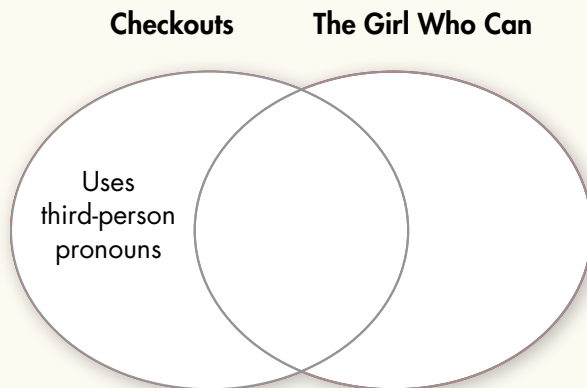 Checkouts The Girl Who Can
Uses
third-person
pronouns